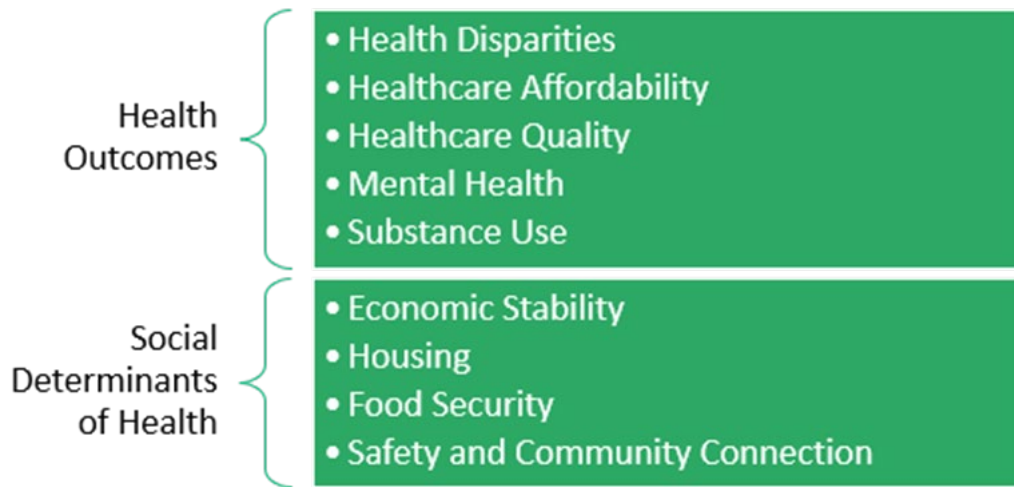 Health
Outcomes
• Health Disparities
• Healthcare Affordability
• Healthcare Quality
• Mental Health
• Substance Use
Social
Determinants
of Health
• Economic Stability
• Housing
• Food Security
• Safety and Community Connection